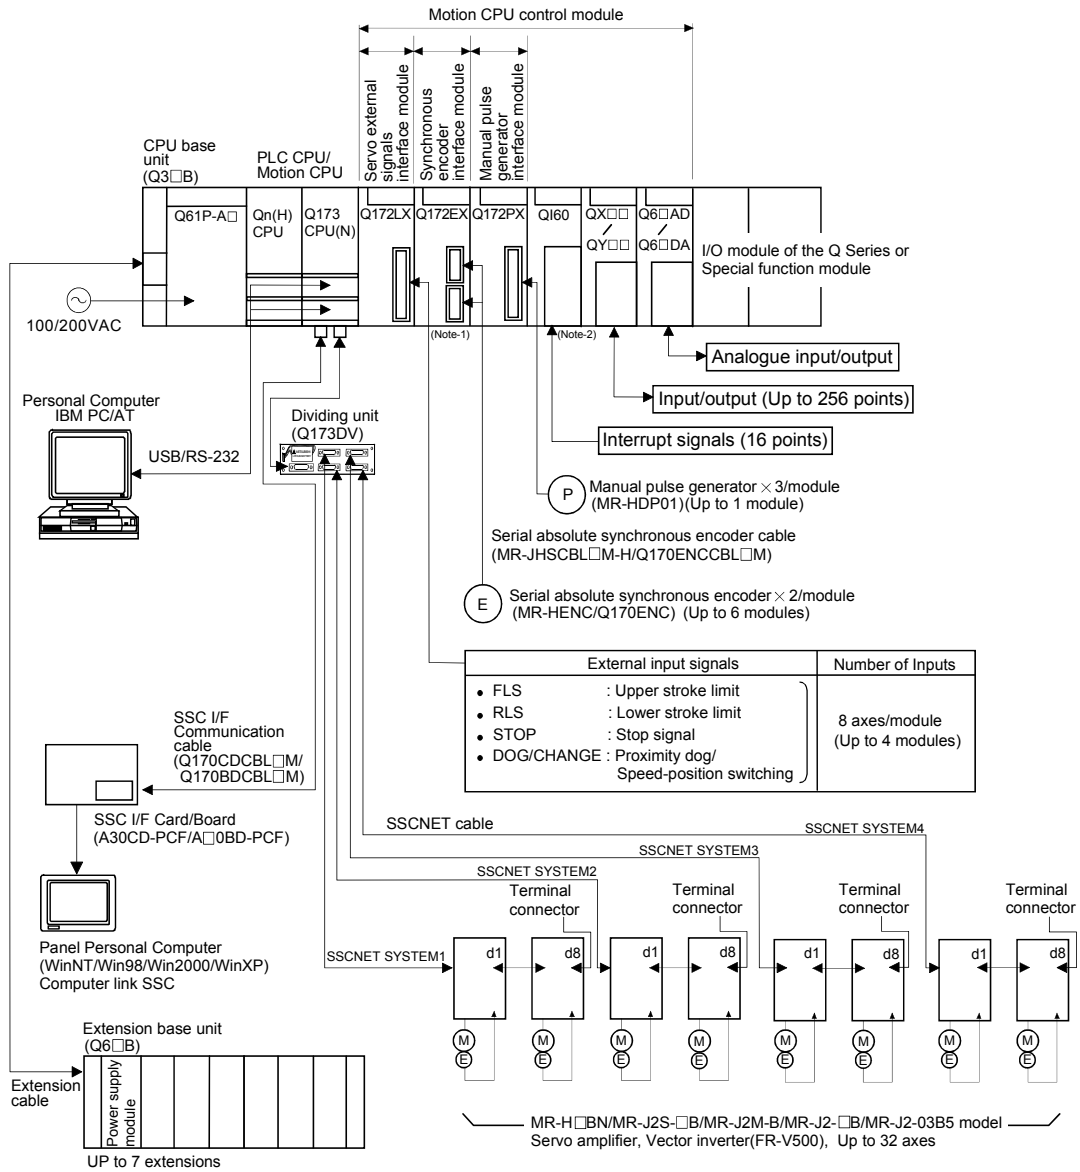 Motion CPU control module
Servo external
signals
interface module
Synchronous
encoder
interface module
Manual pulse
generator
interface module
CPU base
unit
(Q3□B)
PLC CPU/
Motion CPU
Q61P-A□
Qn(H)
CPU
Q173
CPU(N)
Q172LX
Q172EX
Q172PX
QI60
QX□□
/
QY□□
Q6□AD
/
Q6□DA
I/O module of the Q Series or
Special function module
100/200VAC
(Note-1)
(Note-2)
Analogue input/output
Input/output (Up to 256 points)
Interrupt signals (16 points)
Personal Computer
IBM PC/AT
USB/RS-232
Dividing unit
(Q173DV)
P
Manual pulse generator × 3/module
(MR-HDP01)(Up to 1 module)
Serial absolute synchronous encoder cable
(MR-JHSCBL□M-H/Q170ENCCBL□M)
E
Serial absolute synchronous encoder × 2/module
(MR-HENC/Q170ENC) (Up to 6 modules)
External input signals
Number of Inputs
• FLS : Upper stroke limit
• RLS : Lower stroke limit
• STOP : Stop signal
• DOG/CHANGE : Proximity dog/
Speed-position switching
8 axes/module
(Up to 4 modules)
SSC I/F
Communication
cable
(Q170CDCBL□M/
Q170BDCBL□M)
SSC I/F Card/Board
(A30CD-PCF/A□0BD-PCF)
Panel Personal Computer
(WinNT/Win98/Win2000/WinXP)
Computer link SSC
SSCNET cable
SSCNET SYSTEM4
SSCNET SYSTEM3
SSCNET SYSTEM2
SSCNET SYSTEM1
Terminal
connector
Terminal
connector
Terminal
connector
Terminal
connector
d1
d8
d1
d8
d1
d8
d1
d8
M
E
M
E
M
E
M
E
M
E
M
E
M
E
M
E
Extension base unit
(Q6□B)
Extension
cable
Power supply
module
UP to 7 extensions
MR-H□BN/MR-J2S-□B/MR-J2M-B/MR-J2-□B/MR-J2-03B5 model
Servo amplifier, Vector inverter(FR-V500), Up to 32 axes